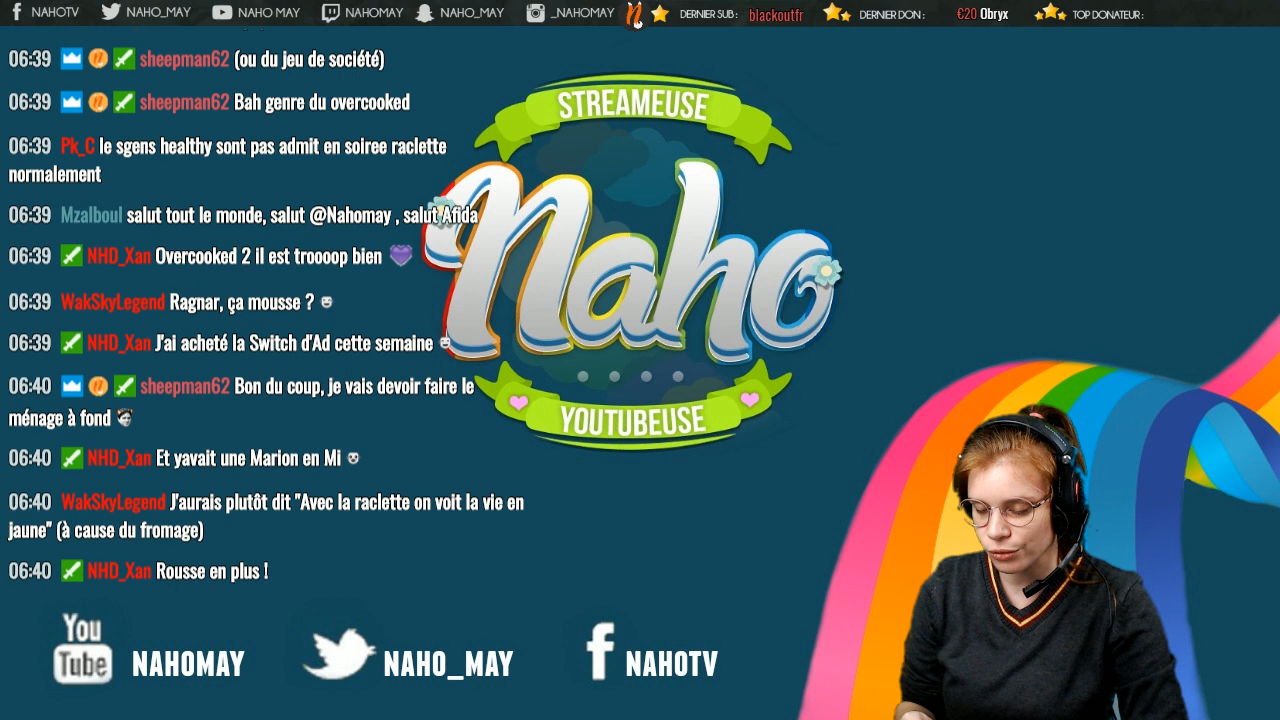 NAHOTV NAHO_MAY NAHO MAY NAHOMAY NAHO_MAY _NAHOMAY DERNIER SUB : blackoutfr DERNIER DON : €20 Obryx TOP DONATEUR :
06:39 sheepman62 (ou du jeu de société)
06:39 sheepman62 Bah genre du overcooked
06:39 Pk_C le sgens healthy sont pas admit en soiree raclette
normalement
06:39 Mzalboul salut tout le monde, salut @Nahomay , salut Afida
06:39 NHD_Xan Overcooked 2 il est troooop bien
06:39 WakSkyLegend Ragnar, ça mousse ?
06:39 NHD_Xan J'ai acheté la Switch d'Ad cette semaine
06:40 sheepman62 Bon du coup, je vais devoir faire le
ménage à fond
06:40 NHD_Xan Et yavait une Marion en Mi
06:40 WakSkyLegend J'aurais plutôt dit "Avec la raclette on voit la vie en
jaune" (à cause du fromage)
06:40 NHD_Xan Rousse en plus !
STREAMEUSE
Naho
YOUTUBEUSE
You
Tube
NAHOMAY
NAHO_MAY
NAHOTV